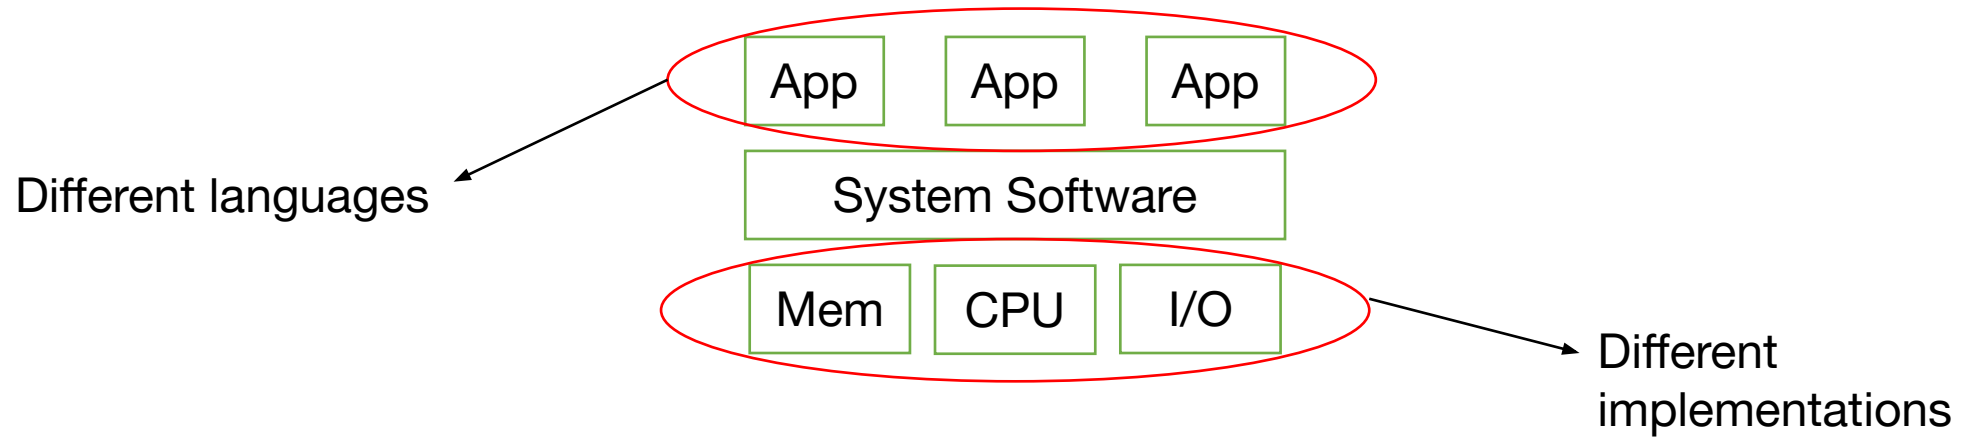 App App App
Different languages
System Software
Mem CPU I/O
Different
implementations